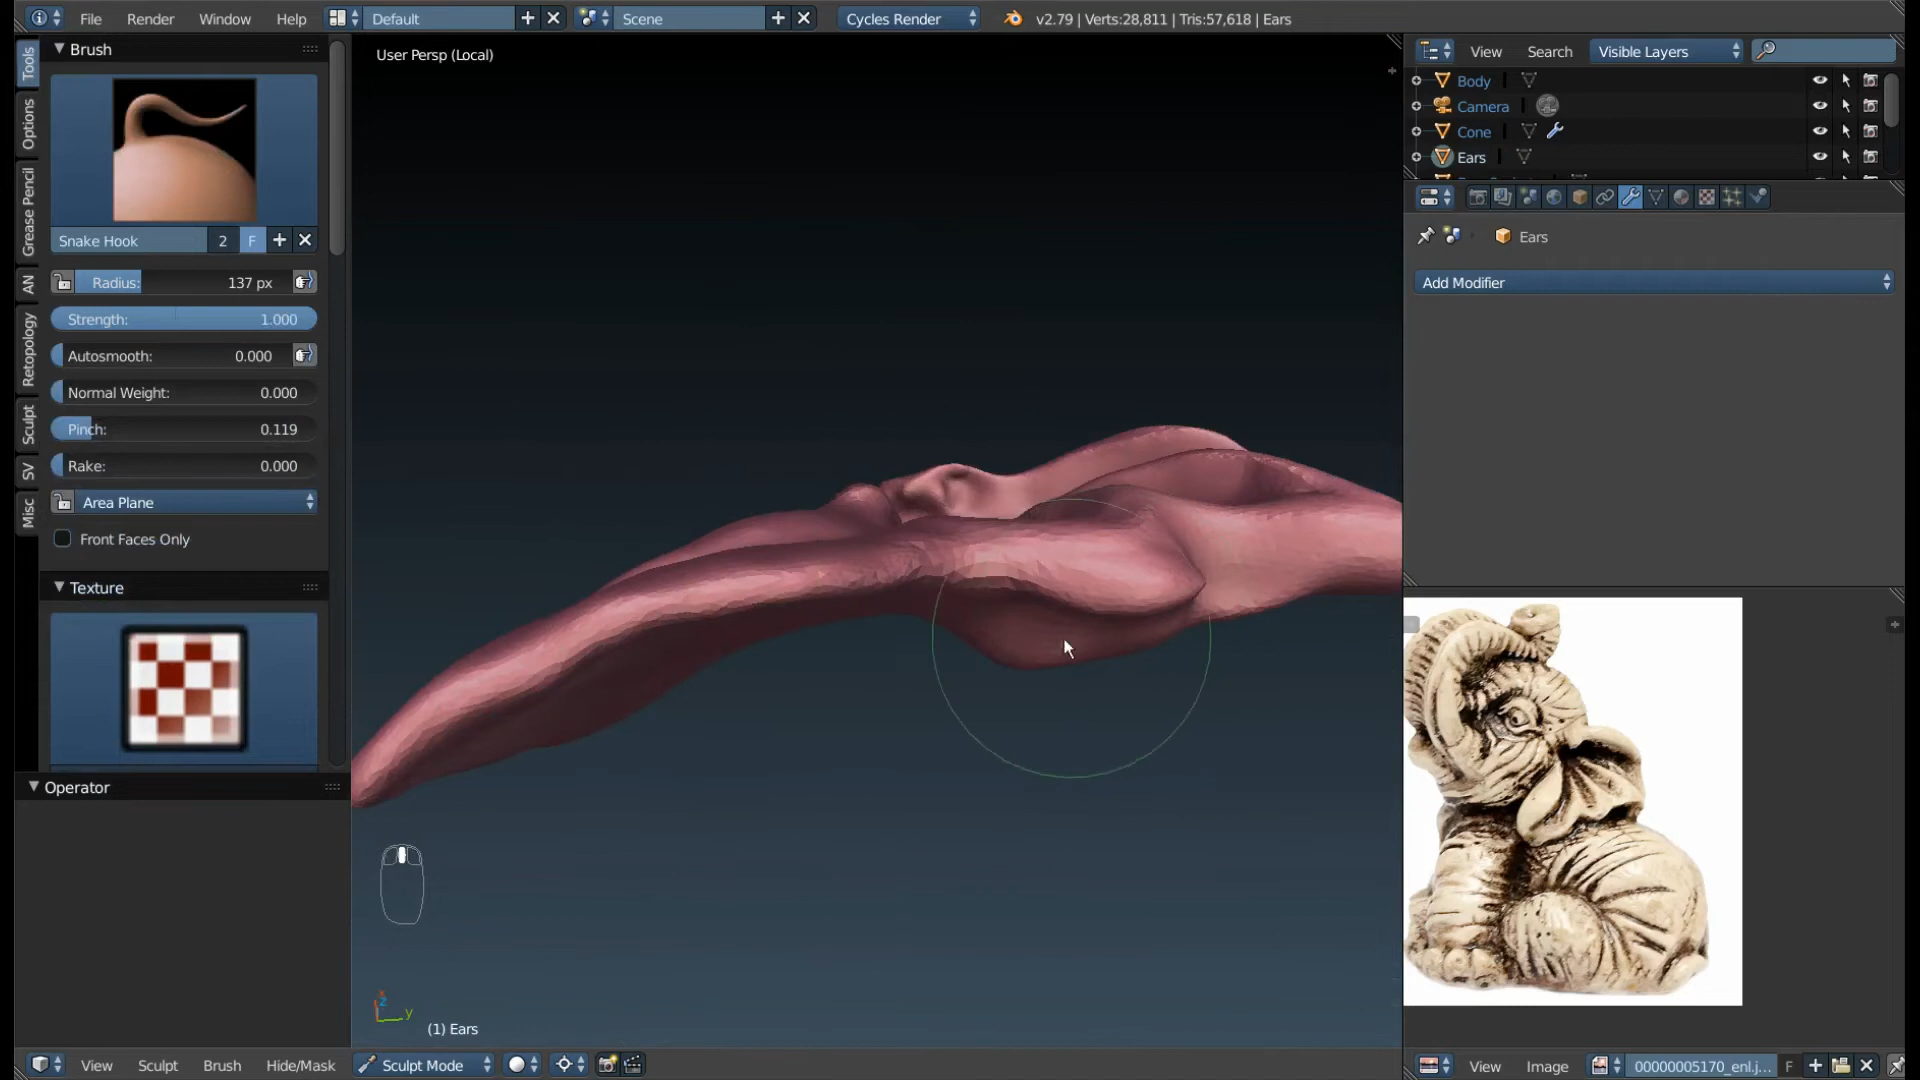 File Render Window Help Default Scene Cycles Render v2.79 | Verts:28,811 | Tris:57,618 | Ears
Brush
User Persp (Local)
View Search Visible Layers
Body
Camera
Cone
Ears
Tools
Options
Grease Pencil
AN
Retopology
Sculpt
SV
Misc
Snake Hook 2 F
Ears
Radius: 137 px
Add Modifier
Strength: 1.000
Autosmooth: 0.000
Normal Weight: 0.000
Pinch: 0.119
Rake: 0.000
Area Plane
Front Faces Only
Texture
Operator
z
y
(1) Ears
View Sculpt Brush Hide/Mask Sculpt Mode
View Image 00000005170_enl.j... F